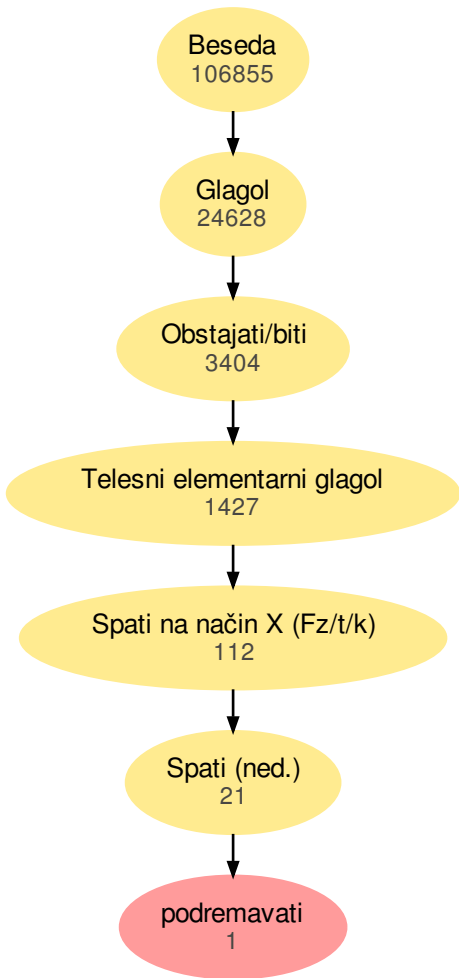 Beseda
106855
Glagol
24628
Obstajati/biti
3404
Telesni elementarni glagol
1427
Spati na način X (Fz/t/k)
112
Spati (ned.)
21
podremavati
1